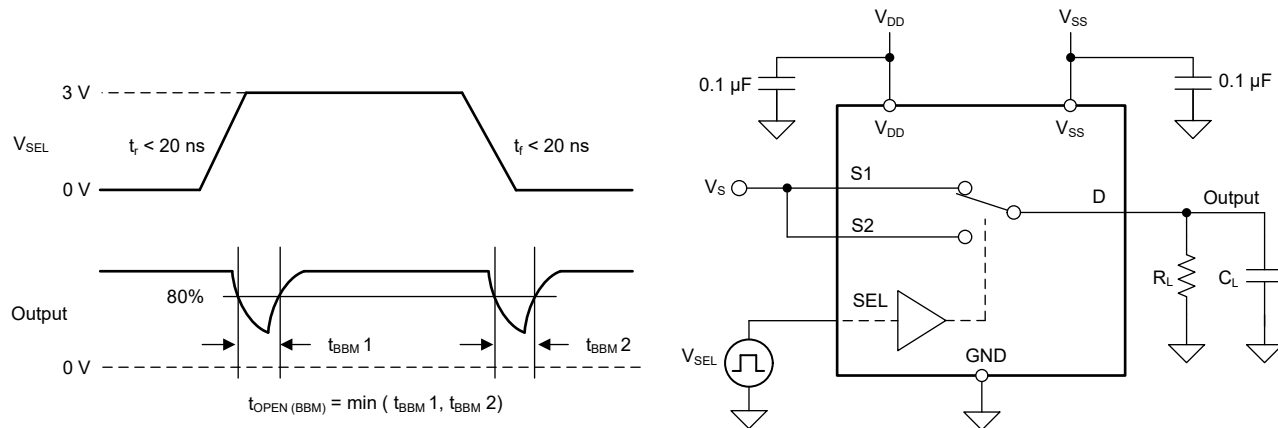 3 V
V_SEL
t_r < 20 ns
t_f < 20 ns
0 V
80%
Output
t_BBM 1
t_BBM 2
0 V
t_OPEN (BBM) = min ( t_BBM 1, t_BBM 2)
V_DD
V_SS
0.1 µF
0.1 µF
V_DD
V_SS
V_S
S1
D
Output
S2
R_L
C_L
SEL
V_SEL
GND